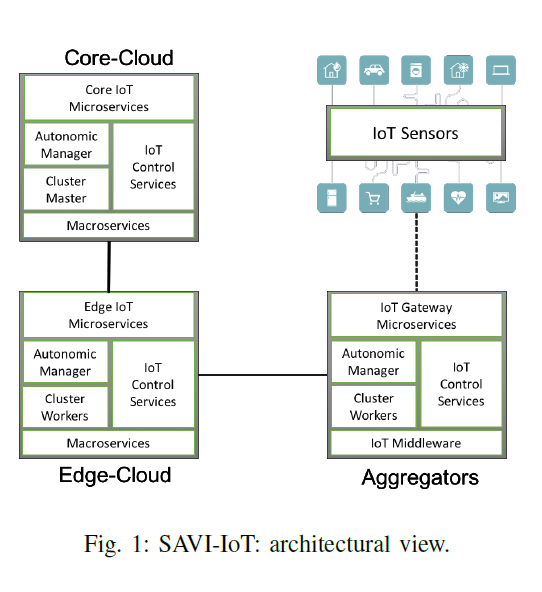 Core-Cloud
Core IoT
Microservices
Autonomic
Manager
Cluster
Master
IoT
Control
Services
Macroservices
IoT Sensors
Edge IoT
Microservices
Autonomic
Manager
Cluster
Workers
IoT
Control
Services
Macroservices
Edge-Cloud
IoT Gateway
Microservices
Autonomic
Manager
Cluster
Workers
IoT
Control
Services
IoT Middleware
Aggregators
Fig. 1: SAVI-IoT: architectural view.